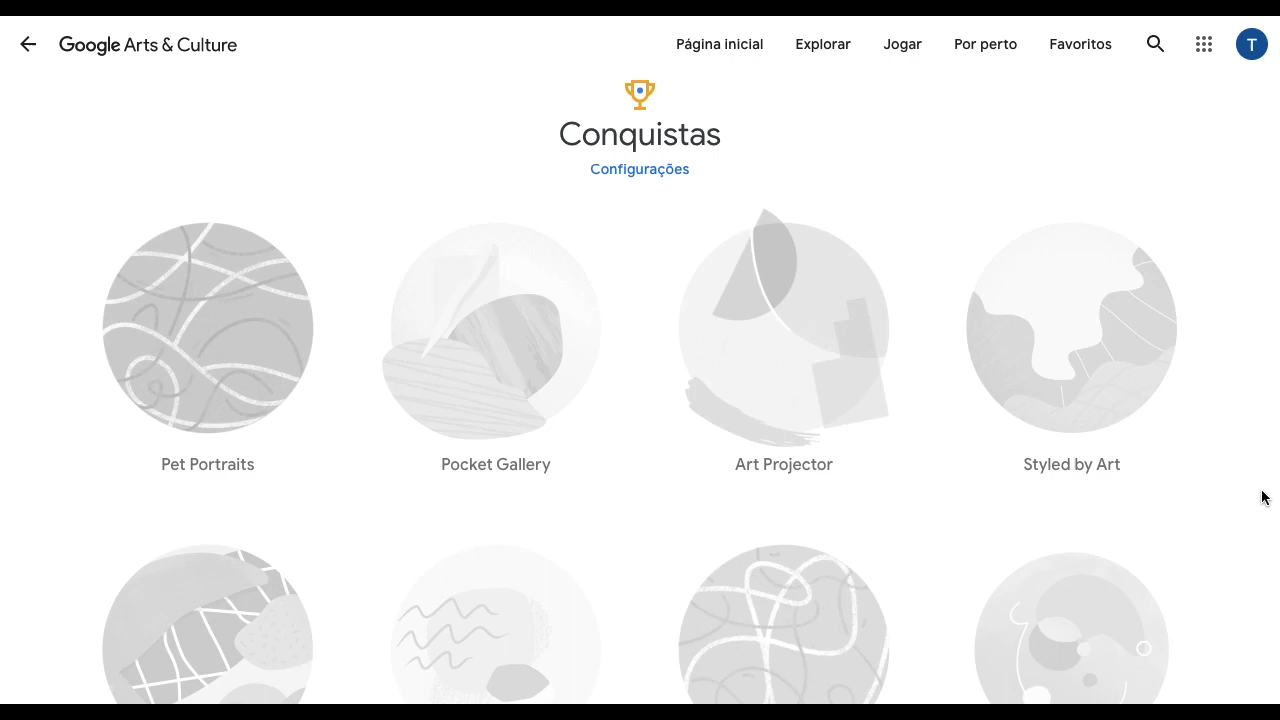 Google Arts & Culture
Página inicial
Explorar
Jogar
Por perto
Favoritos
T
Conquistas
Configurações
Pet Portraits
Pocket Gallery
Art Projector
Styled by Art